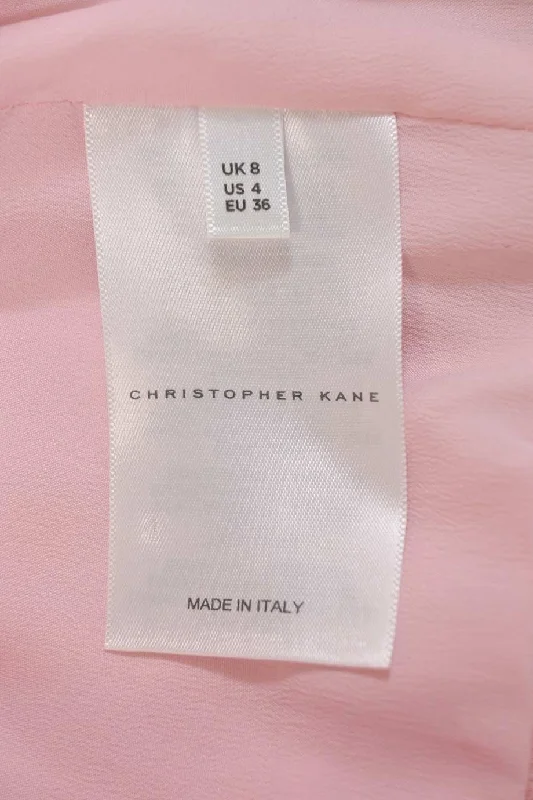 UK 8
US 4
EU 36
CHRISTOPHER KANE
MADE IN ITALY